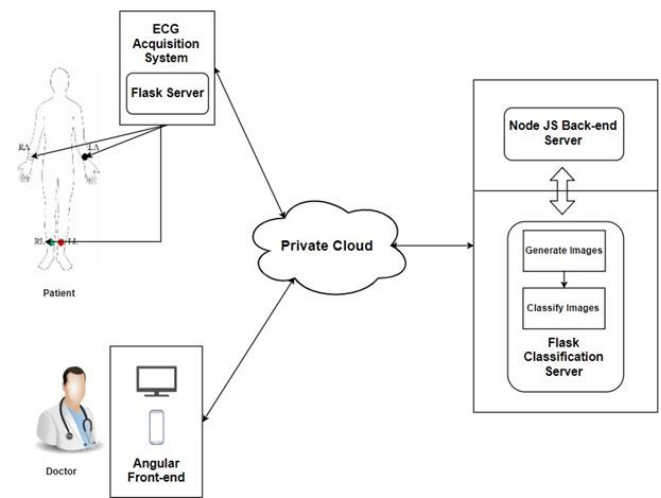 ECG
Acquisition
System
Flask Server
RA
LA
RL
LL
Patient
Private Cloud
Node JS Back-end
Server
Generate Images
Classify Images
Flask
Classification
Server
Doctor
Angular
Front-end